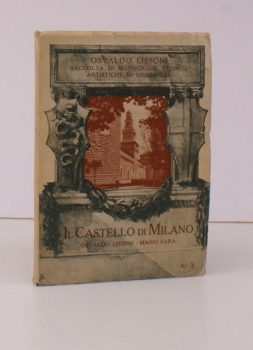 OSVALDO LISSONI
RACCOLTA DI MONOGRAFIE STORICO
ARTISTICHE DI LOMBARDIA
IL CASTELLO DI MILANO
OSVALDO LISSONI - MARIO FARA
N° 5